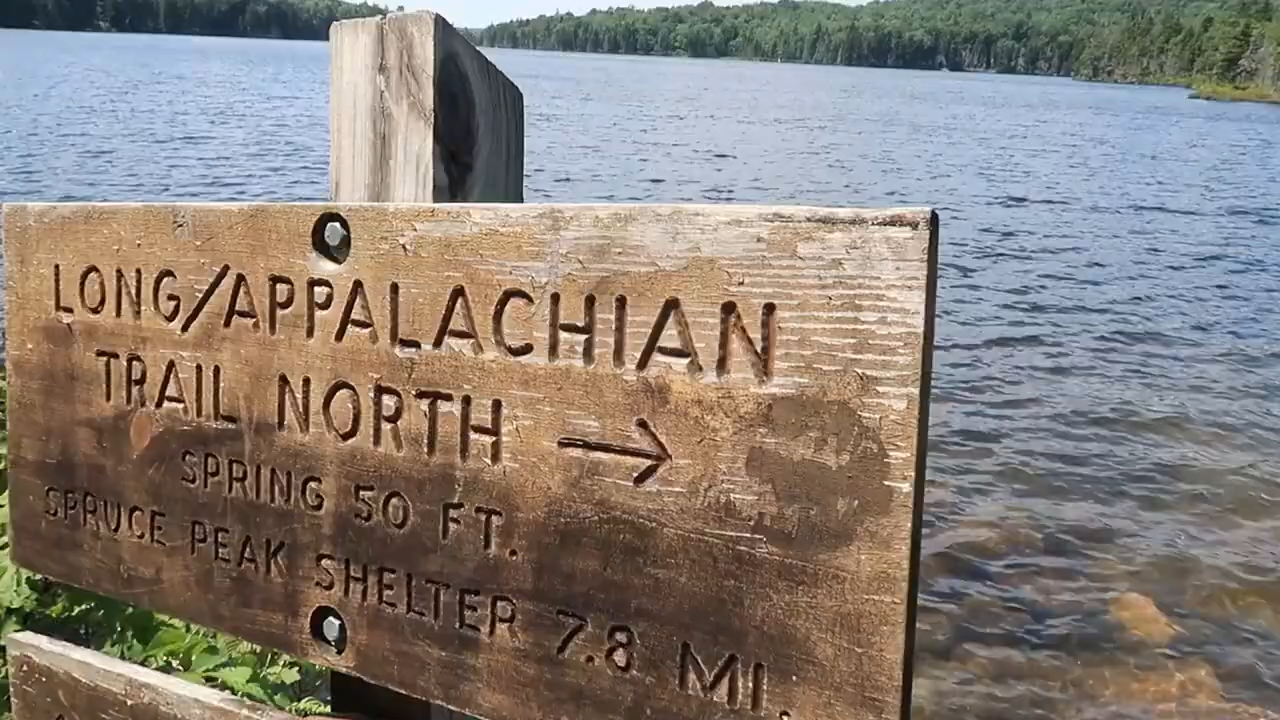 LONG/APPALACHIAN
TRAIL NORTH →
SPRING 50 FT.
SPRUCE PEAK SHELTER 7.8 MI.